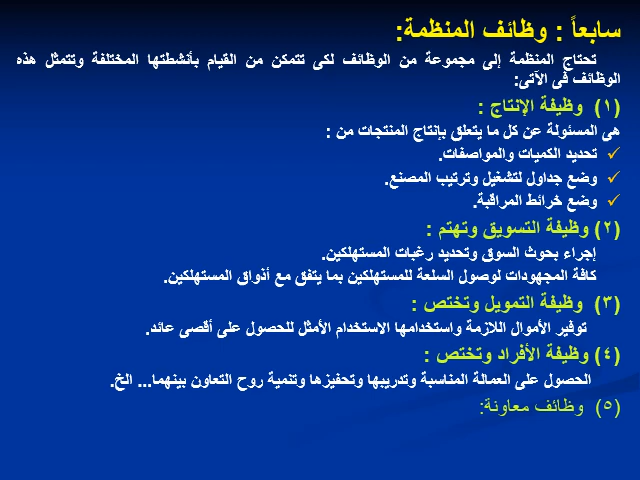 سابعاً : وظائف المنظمة:
تحتاج المنظمة إلى مجموعة من الوظائف لكى تتمكن من القيام بأنشطتها المختلفة وتتمثل هذه
الوظائف فى الآتى:
(١) وظيفة الإنتاج :
هى المسئولة عن كل ما يتعلق بإنتاج المنتجات من :
✓ تحديد الكميات والمواصفات.
✓ وضع جداول لتشغيل وترتيب المصنع.
✓ وضع خرائط المراقبة.
(٢) وظيفة التسويق وتهتم :
إجراء بحوث السوق وتحديد رغبات المستهلكين.
كافة المجهودات لوصول السلعة للمستهلكين بما يتفق مع أذواق المستهلكين.
(٣) وظيفة التمويل وتختص :
توفير الأموال اللازمة واستخدامها الاستخدام الأمثل للحصول على أقصى عائد.
(٤) وظيفة الأفراد وتختص :
الحصول على العمالة المناسبة وتدريبها وتحفيزها وتنمية روح التعاون بينهما... الخ.
(٥) وظائف معاونة: